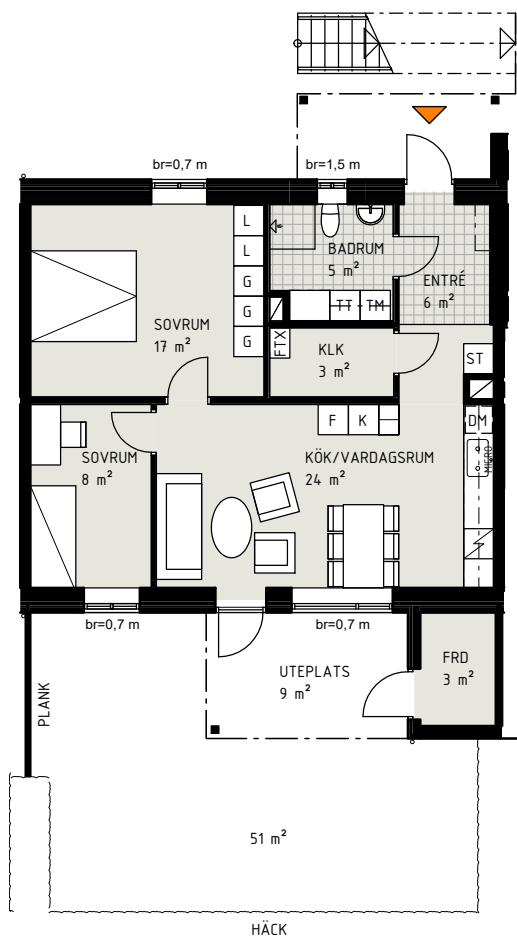 br=0,7 m
br=1,5 m
L
L
G
G
G
BADRUM
5 m²
TT TM
ENTRÉ
6 m²
SOVRUM
17 m²
FTX
KLK
3 m²
ST
F K
DM
MICRO
SOVRUM
8 m²
KÖK/VARDAGSRUM
24 m²
br=0,7 m
br=0,7 m
PLANK
UTEPLATS
9 m²
FRD
3 m²
51 m²
HÄCK